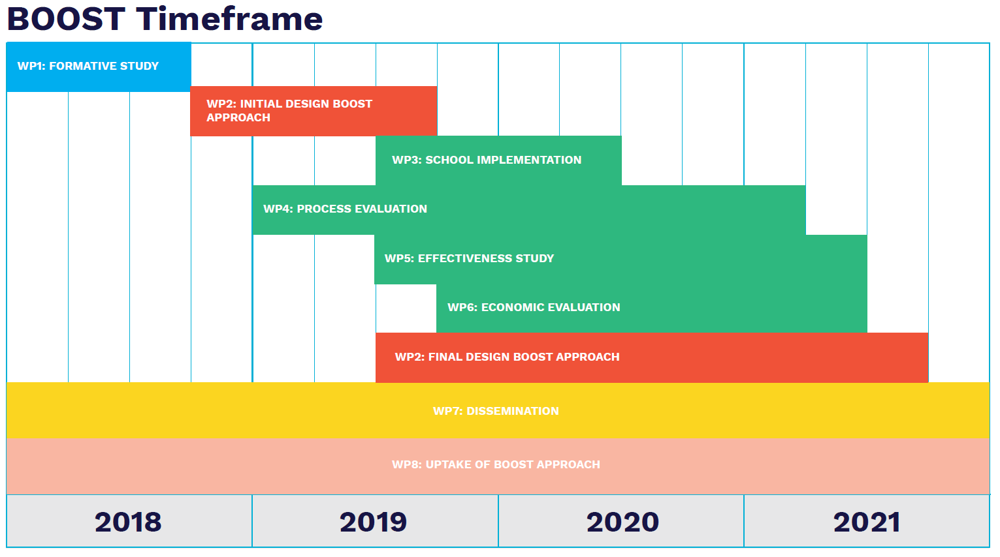 BOOST Timeframe
WP1: FORMATIVE STUDY
WP2: INITIAL DESIGN BOOST
APPROACH
WP3: SCHOOL IMPLEMENTATION
WP4: PROCESS EVALUATION
WP5: EFFECTIVENESS STUDY
WP6: ECONOMIC EVALUATION
WP2: FINAL DESIGN BOOST APPROACH
WP7: DISSEMINATION
WP8: UPTAKE OF BOOST APPROACH
2018 2019 2020 2021